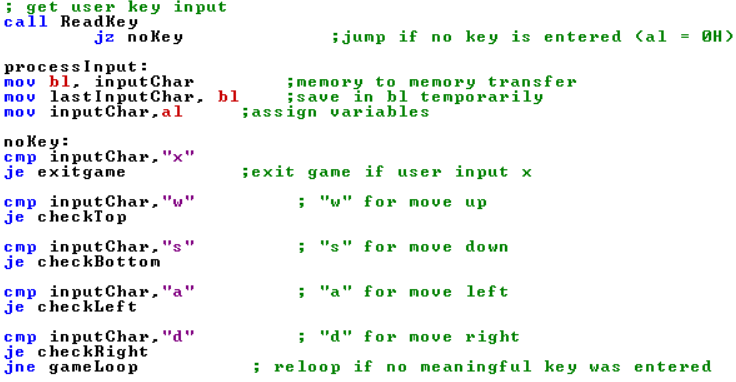 ; get user key input
call ReadKey
jz noKey ;jump if no key is entered (al = 0H)
processInput:
mov bl, inputChar ;memory to memory transfer
mov lastInputChar, bl ;save in bl temporarily
mov inputChar,al ;assign variables
noKey:
cmp inputChar,"x"
je exitgame ;exit game if user input x
cmp inputChar,"w" ; "w" for move up
je checkTop
cmp inputChar,"s" ; "s" for move down
je checkBottom
cmp inputChar,"a" ; "a" for move left
je checkLeft
cmp inputChar,"d" ; "d" for move right
je checkRight
jne gameLoop ; reloop if no meaningful key was entered